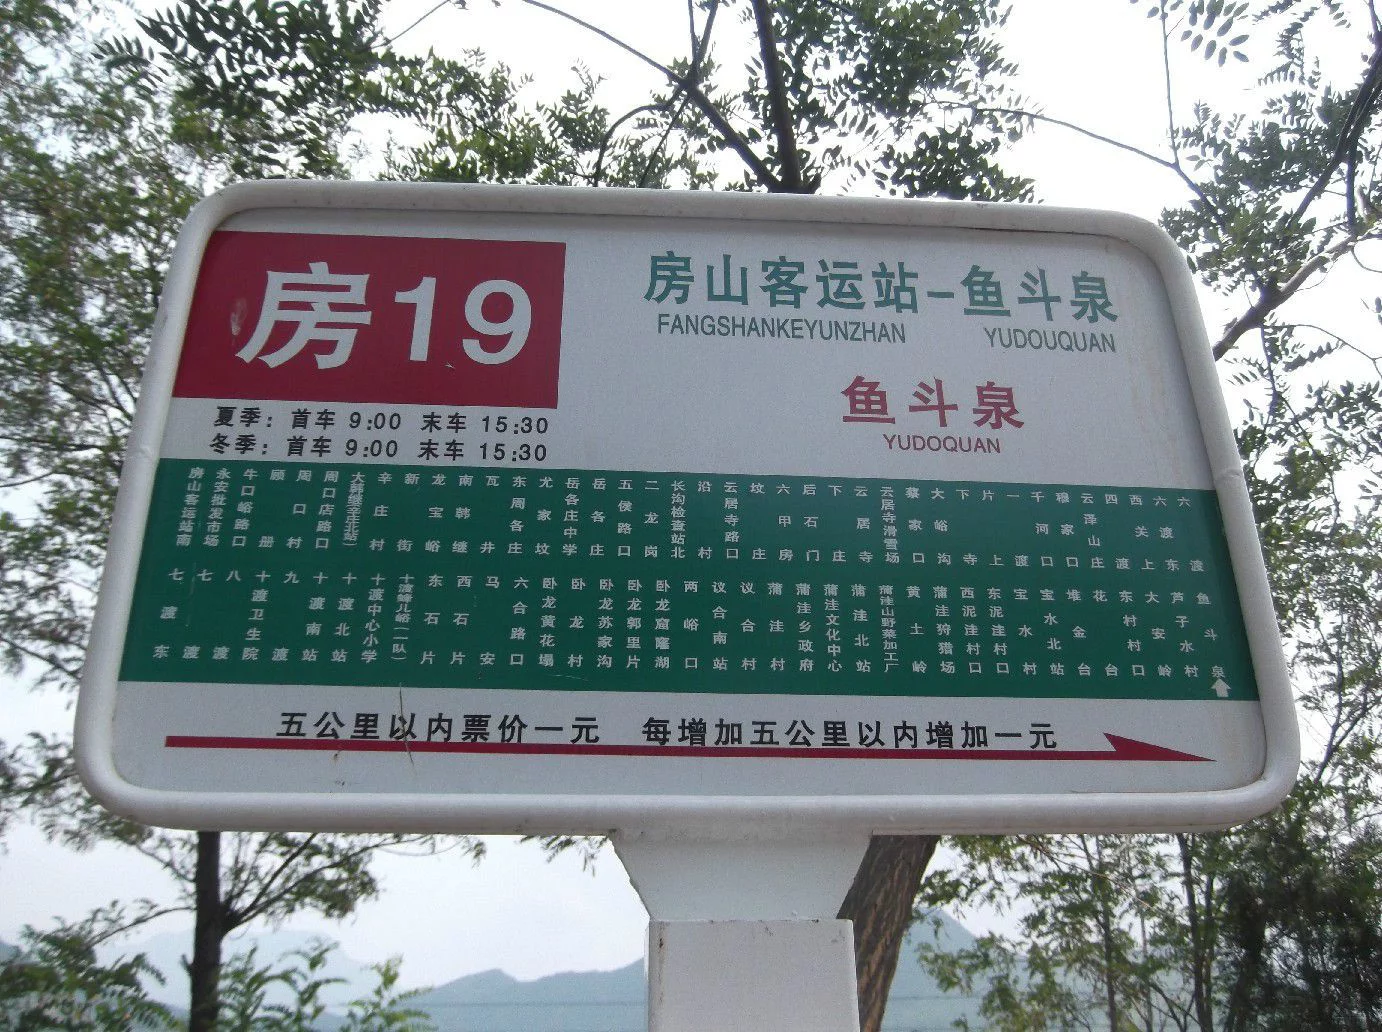 房19
房山客运站-鱼斗泉
FANGSHANKEYUNZHAN YUDOUQUAN
鱼斗泉
YUDOQUAN
夏季：首车 9:00 末车 15:30
冬季：首车 9:00 末车 15:30
房山客运站南
永安批发市场
牛口峪路口
顾册
周口村
周口店路口
大韩继辛庄北站)
辛庄村
新街
龙宝峪
南韩继
瓦井
东周各庄
尤家坟
岳各庄中学
岳各庄
五侯路口
二龙岗
长沟检查站北
沿村
云居寺路口
坟庄
六甲房
后石门
下庄
云居寺
云居寺滑雪场
蔡家口
大峪沟
下寺
片上
一渡
千河口
穆家口
云泽山庄
四渡
西关上
六渡东
六渡
七渡东
七渡
八渡
十渡卫生院
九渡
十渡南站
十渡北站
十渡中心小学
十渡峪儿峪(一队)
东石片
西石片
马安
六合路口
卧龙花塌
卧龙村
卧龙苏家沟
卧龙郭里片
卧龙窟窿湖
两峪口
议合南站
议合村
蒲洼村
蒲洼乡政府
蒲洼文化中心
蒲洼北站
蒲洼山野菜加工厂
黄土岭
蒲洼狩猎场
西泥洼村口
东泥洼村口
宝水村
宝水北站
堆金台
花台
东村村口
大安岭
芦子水村
鱼斗泉
五公里以内票价一元 每增加五公里以内增加一元